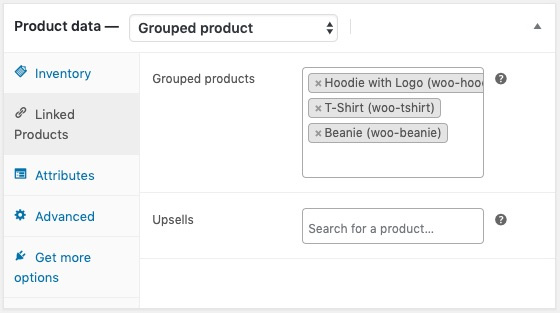 Product data — Grouped product
Inventory
Linked
Products
Attributes
Advanced
Get more
options
Grouped products
× Hoodie with Logo (woo-hoo
× T-Shirt (woo-tshirt)
× Beanie (woo-beanie)
Upsells
Search for a product...